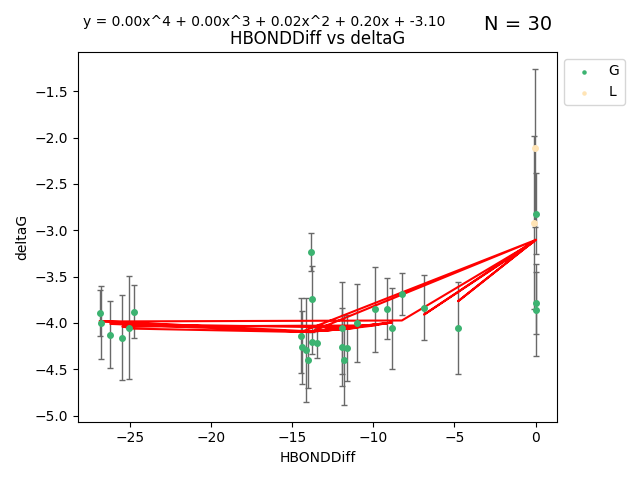 y = 0.00x^4 + 0.00x^3 + 0.02x^2 + 0.20x + -3.10
N = 30
HBONDDiff vs deltaG
G
L
deltaG
−1.5
−2.0
−2.5
−3.0
−3.5
−4.0
−4.5
−5.0
−25
−20
−15
−10
−5
0
HBONDDiff